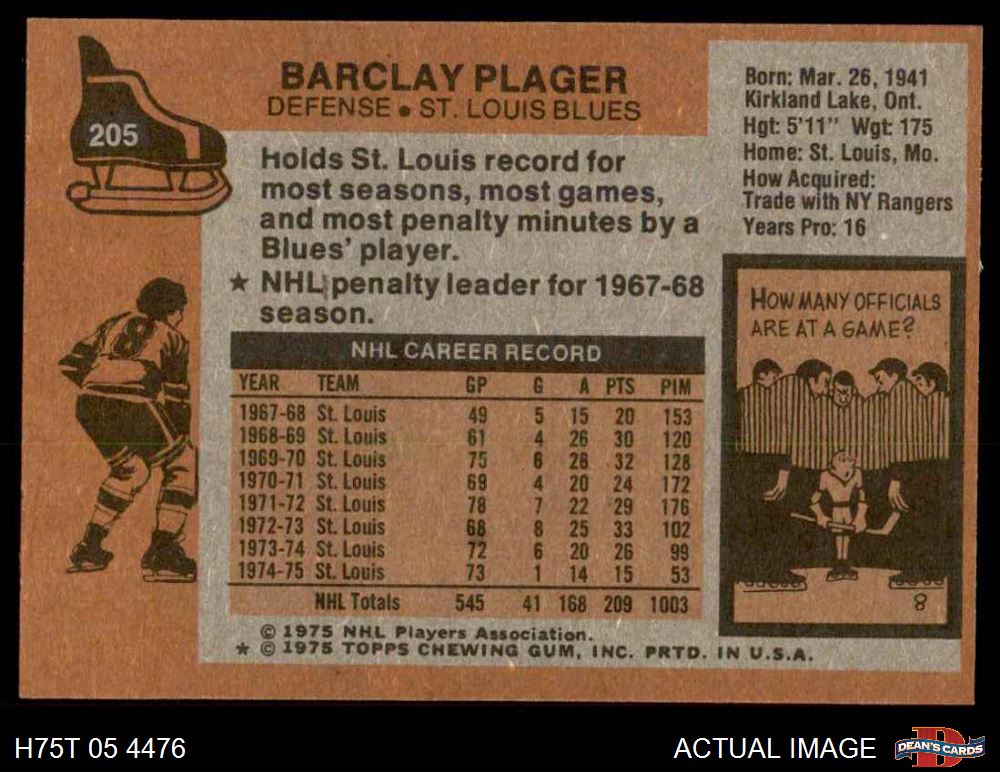 205
BARCLAY PLAGER
DEFENSE • ST. LOUIS BLUES
Holds St. Louis record for
most seasons, most games,
and most penalty minutes by a
Blues' player.
★ NHL penalty leader for 1967-68
season.
Born: Mar. 26, 1941
Kirkland Lake, Ont.
Hgt: 5'11" Wgt: 175
Home: St. Louis, Mo.
How Acquired:
Trade with NY Rangers
Years Pro: 16
8
NHL CAREER RECORD
YEAR TEAM GP G A PTS PIM
1967-68 St. Louis 49 5 15 20 153
1968-69 St. Louis 61 4 26 30 120
1969-70 St. Louis 75 6 26 32 128
1970-71 St. Louis 69 4 20 24 172
1971-72 St. Louis 78 7 22 29 176
1972-73 St. Louis 68 8 25 33 102
1973-74 St. Louis 72 6 20 26 99
1974-75 St. Louis 73 1 14 15 53
NHL Totals 545 41 168 209 1003
HOW MANY OFFICIALS
ARE AT A GAME?
8
© 1975 NHL Players Association.
★ © 1975 TOPPS CHEWING GUM, INC. PRTD. IN U.S.A.
H75T 05 4476
ACTUAL IMAGE
D
DEAN'S CARDS